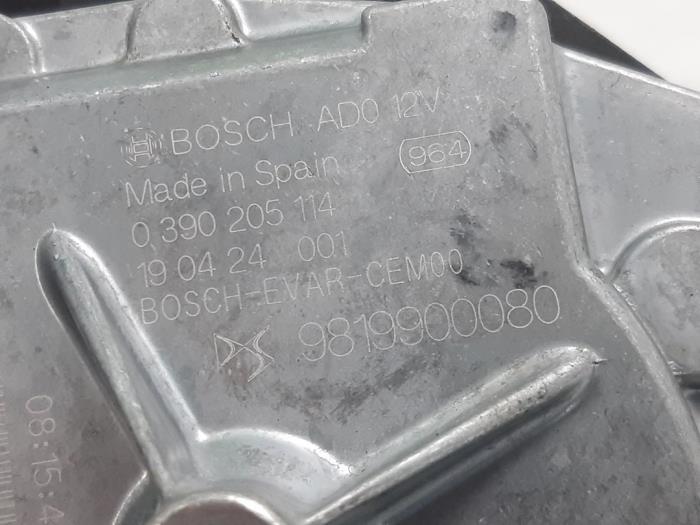 BOSCH ADO 12V
964
Made in Spain
0 390 205 114
19 04 24 001
BOSCH-EVAR-CEM00
9819900080
08:15:4